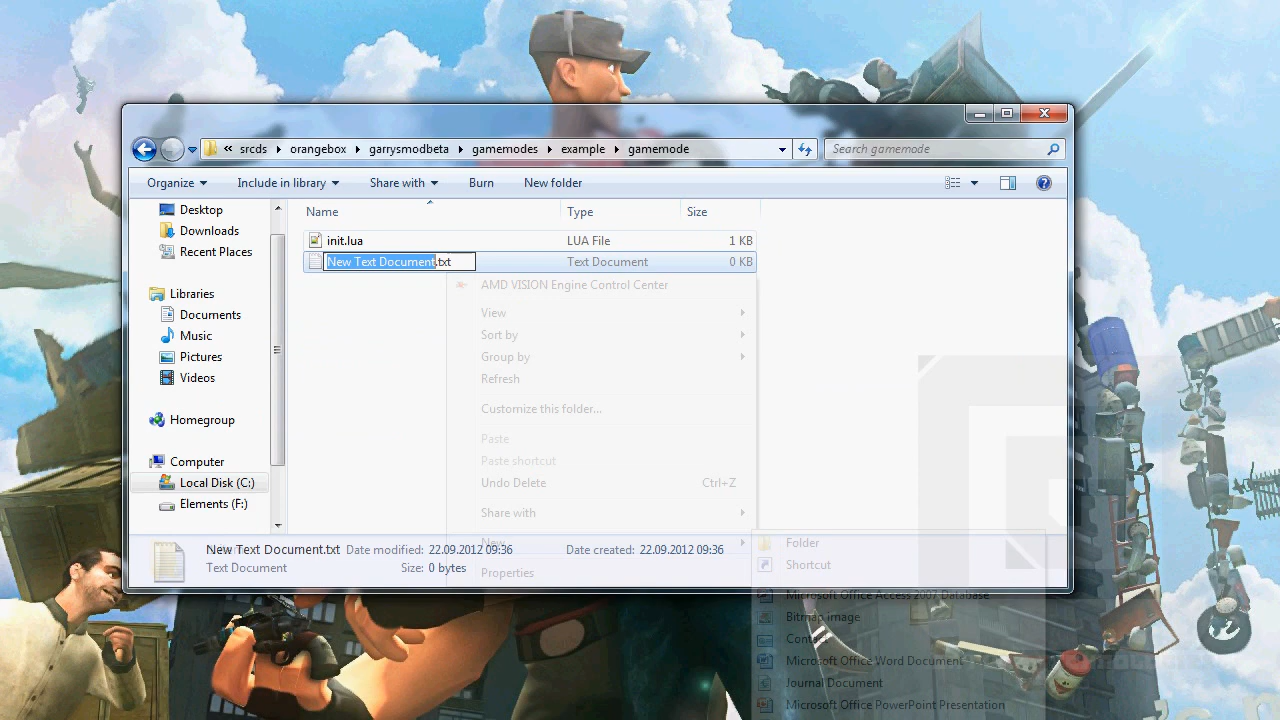 « srcds ▸ orangebox ▸ garrysmodbeta ▸ gamemodes ▸ example ▸ gamemode
Search gamemode
Organize Include in library Share with Burn New folder
Name Type Size
Desktop
Downloads
Recent Places
Libraries
Documents
Music
Pictures
Videos
Homegroup
Computer
Local Disk (C:)
Elements (F:)
init.lua LUA File 1 KB
New Text Document.txt Text Document 0 KB
AMD VISION Engine Control Center
View
Sort by
Group by
Refresh
Customize this folder...
Paste
Paste shortcut
Undo Delete Ctrl+Z
Share with
New
Properties
Folder
Shortcut
Microsoft Office Access 2007 Database
Bitmap image
Contact
Microsoft Office Word Document
Journal Document
Microsoft Office PowerPoint Presentation
New Text Document.txt Date modified: 22.09.2012 09:36 Date created: 22.09.2012 09:36
Text Document Size: 0 bytes